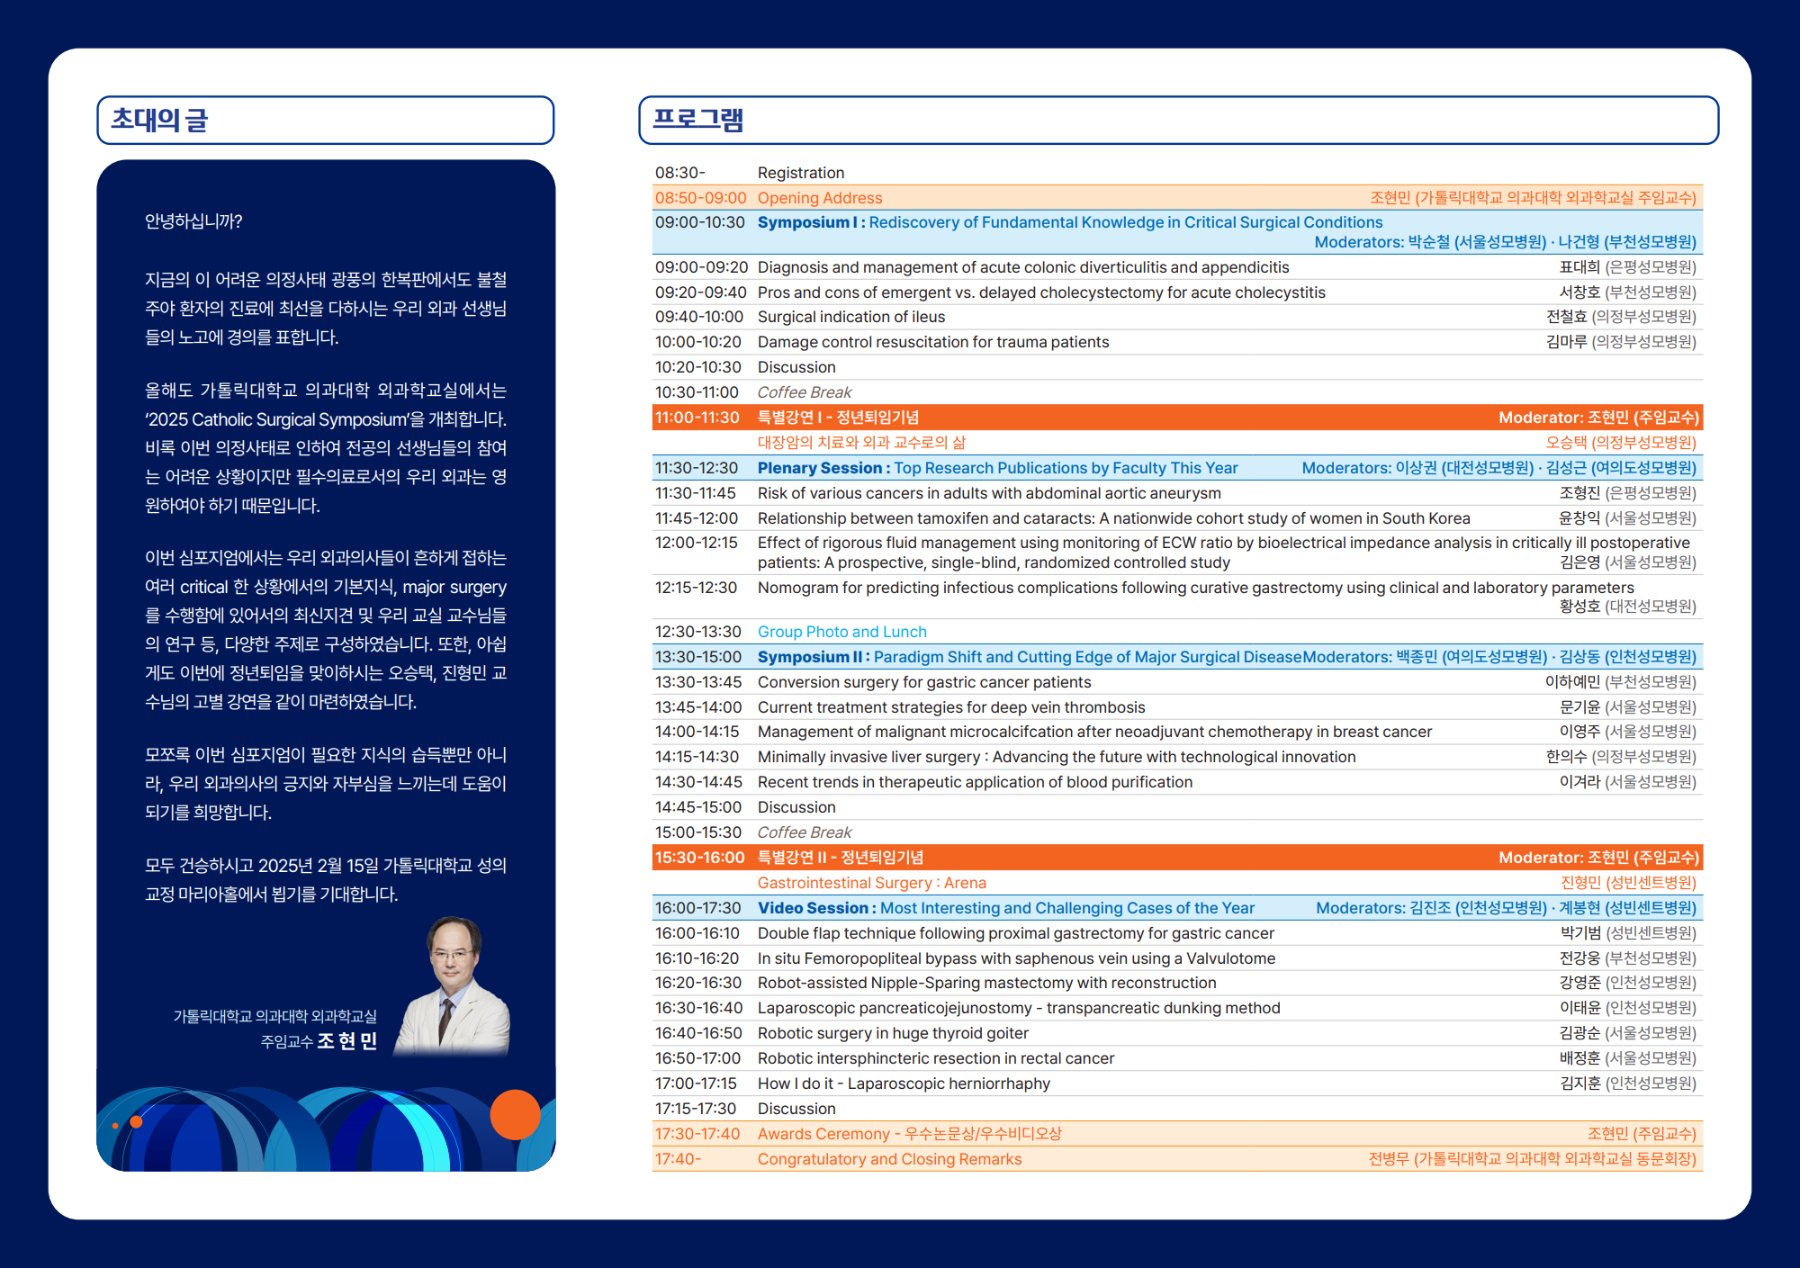 초대의 글
안녕하십니까?
지금의 이 어려운 의정사태 광풍의 한복판에서도 불철
주야 환자의 진료에 최선을 다하시는 우리 외과 선생님
들의 노고에 경의를 표합니다.
올해도 가톨릭대학교 의과대학 외과학교실에서는
‘2025 Catholic Surgical Symposium’을 개최합니다.
비록 이번 의정사태로 인하여 전공의 선생님들의 참여
는 어려운 상황이지만 필수의료로서의 우리 외과는 영
원하여야 하기 때문입니다.
이번 심포지엄에서는 우리 외과의사들이 흔하게 접하는
여러 critical 한 상황에서의 기본지식, major surgery
를 수행함에 있어서의 최신지견 및 우리 교실 교수님들
의 연구 등, 다양한 주제로 구성하였습니다. 또한, 아쉽
게도 이번에 정년퇴임을 맞이하시는 오승택, 진형민 교
수님의 고별 강연을 같이 마련하였습니다.
모쪼록 이번 심포지엄이 필요한 지식의 습득뿐만 아니
라, 우리 외과의사의 긍지와 자부심을 느끼는데 도움이
되기를 희망합니다.
모두 건승하시고 2025년 2월 15일 가톨릭대학교 성의
교정 마리아홀에서 뵙기를 기대합니다.
가톨릭대학교 의과대학 외과학교실
주임교수 조 현 민
프로그램
08:30- Registration
08:50-09:00 Opening Address 조현민 (가톨릭대학교 의과대학 외과학교실 주임교수)
09:00-10:30 Symposium I : Rediscovery of Fundamental Knowledge in Critical Surgical Conditions
Moderators: 박순철 (서울성모병원) · 나건형 (부천성모병원)
09:00-09:20 Diagnosis and management of acute colonic diverticulitis and appendicitis 표대희 (은평성모병원)
09:20-09:40 Pros and cons of emergent vs. delayed cholecystectomy for acute cholecystitis 서창호 (부천성모병원)
09:40-10:00 Surgical indication of ileus 전철효 (의정부성모병원)
10:00-10:20 Damage control resuscitation for trauma patients 김마루 (의정부성모병원)
10:20-10:30 Discussion
10:30-11:00 Coffee Break
11:00-11:30 특별강연 I - 정년퇴임기념 Moderator: 조현민 (주임교수)
대장암의 치료와 외과 교수로의 삶 오승택 (의정부성모병원)
11:30-12:30 Plenary Session : Top Research Publications by Faculty This Year Moderators: 이상권 (대전성모병원) · 김성근 (여의도성모병원)
11:30-11:45 Risk of various cancers in adults with abdominal aortic aneurysm 조형진 (은평성모병원)
11:45-12:00 Relationship between tamoxifen and cataracts: A nationwide cohort study of women in South Korea 윤창익 (서울성모병원)
12:00-12:15 Effect of rigorous fluid management using monitoring of ECW ratio by bioelectrical impedance analysis in critically ill postoperative
patients: A prospective, single-blind, randomized controlled study 김은영 (서울성모병원)
12:15-12:30 Nomogram for predicting infectious complications following curative gastrectomy using clinical and laboratory parameters
황성호 (대전성모병원)
12:30-13:30 Group Photo and Lunch
13:30-15:00 Symposium II : Paradigm Shift and Cutting Edge of Major Surgical Disease Moderators: 백종민 (여의도성모병원) · 김상동 (인천성모병원)
13:30-13:45 Conversion surgery for gastric cancer patients 이하예민 (부천성모병원)
13:45-14:00 Current treatment strategies for deep vein thrombosis 문기윤 (서울성모병원)
14:00-14:15 Management of malignant microcalcifcation after neoadjuvant chemotherapy in breast cancer 이영주 (서울성모병원)
14:15-14:30 Minimally invasive liver surgery : Advancing the future with technological innovation 한의수 (의정부성모병원)
14:30-14:45 Recent trends in therapeutic application of blood purification 이겨라 (서울성모병원)
14:45-15:00 Discussion
15:00-15:30 Coffee Break
15:30-16:00 특별강연 II - 정년퇴임기념 Moderator: 조현민 (주임교수)
Gastrointestinal Surgery : Arena 진형민 (성빈센트병원)
16:00-17:30 Video Session : Most Interesting and Challenging Cases of the Year Moderators: 김진조 (인천성모병원) · 계봉현 (성빈센트병원)
16:00-16:10 Double flap technique following proximal gastrectomy for gastric cancer 박기범 (성빈센트병원)
16:10-16:20 In situ Femoropopliteal bypass with saphenous vein using a Valvulotome 전강웅 (부천성모병원)
16:20-16:30 Robot-assisted Nipple-Sparing mastectomy with reconstruction 강영준 (인천성모병원)
16:30-16:40 Laparoscopic pancreaticojejunostomy - transpancreatic dunking method 이태윤 (인천성모병원)
16:40-16:50 Robotic surgery in huge thyroid goiter 김광순 (서울성모병원)
16:50-17:00 Robotic intersphincteric resection in rectal cancer 배정훈 (서울성모병원)
17:00-17:15 How I do it - Laparoscopic herniorrhaphy 김지훈 (인천성모병원)
17:15-17:30 Discussion
17:30-17:40 Awards Ceremony - 우수논문상/우수비디오상 조현민 (주임교수)
17:40- Congratulatory and Closing Remarks 전병무 (가톨릭대학교 의과대학 외과학교실 동문회장)